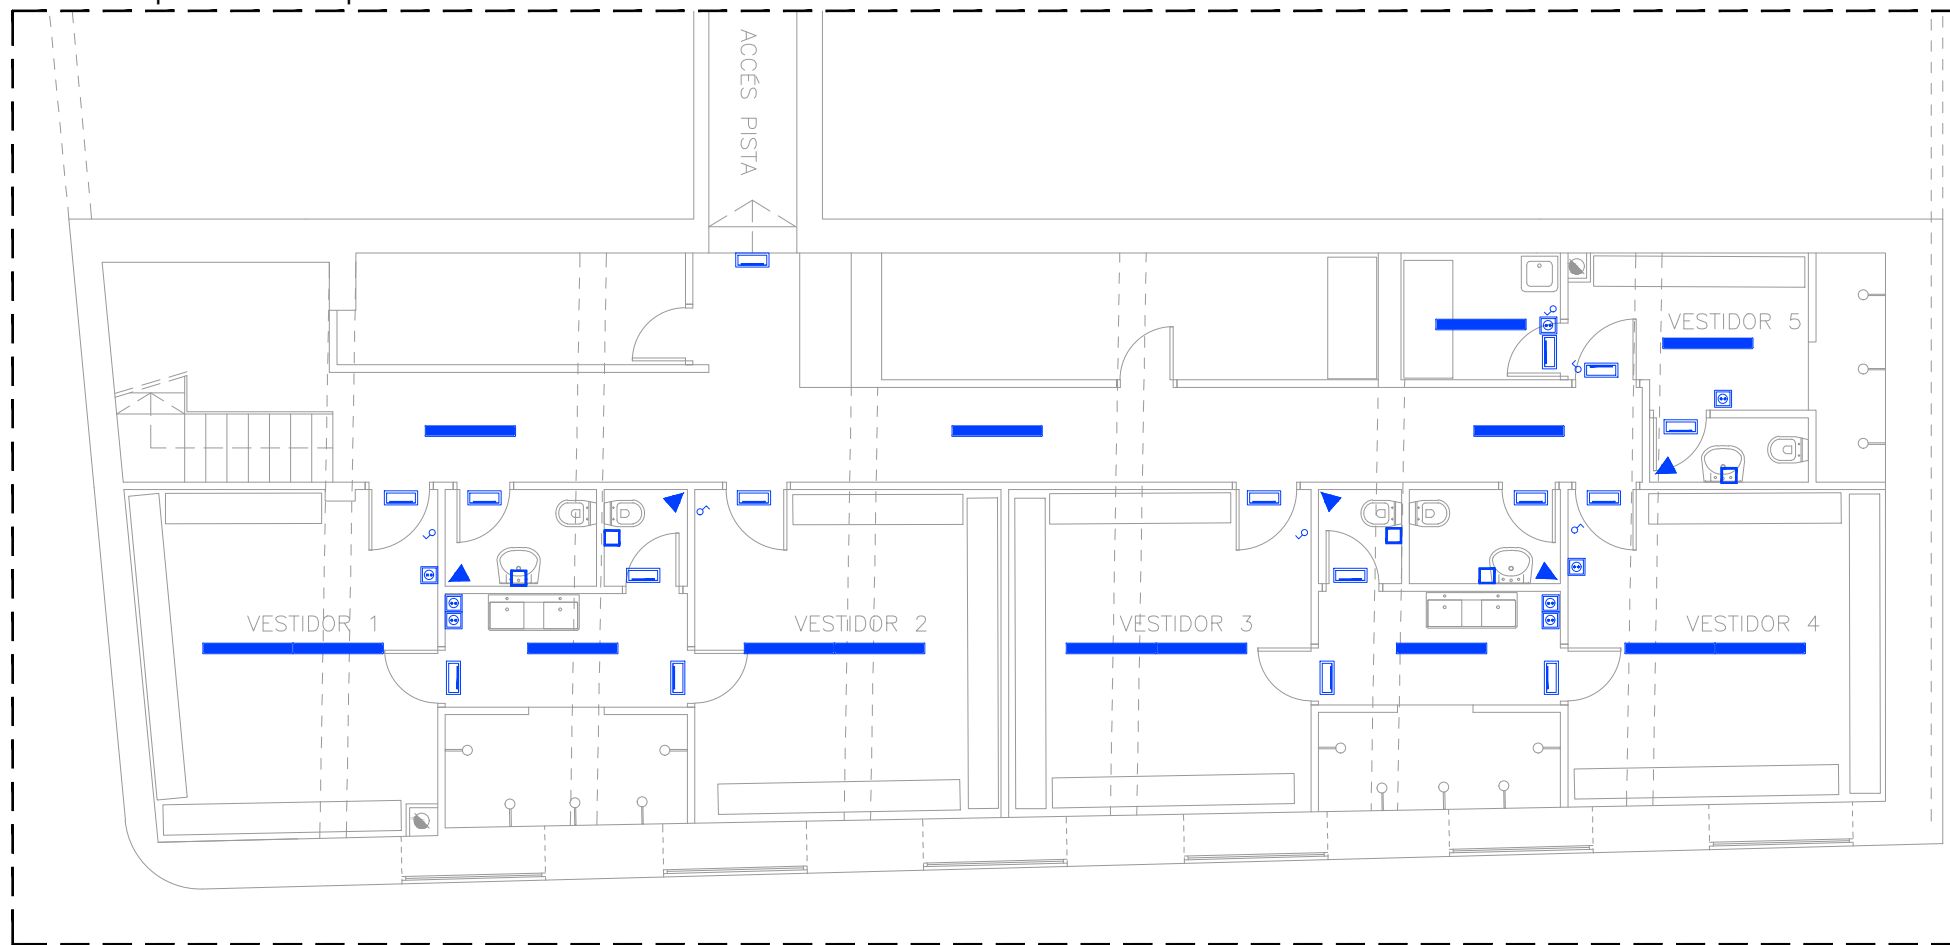 ACCÉS PISTA
VESTIDOR 5
VESTIDOR 1
VESTIDOR 2
VESTIDOR 3
VESTIDOR 4